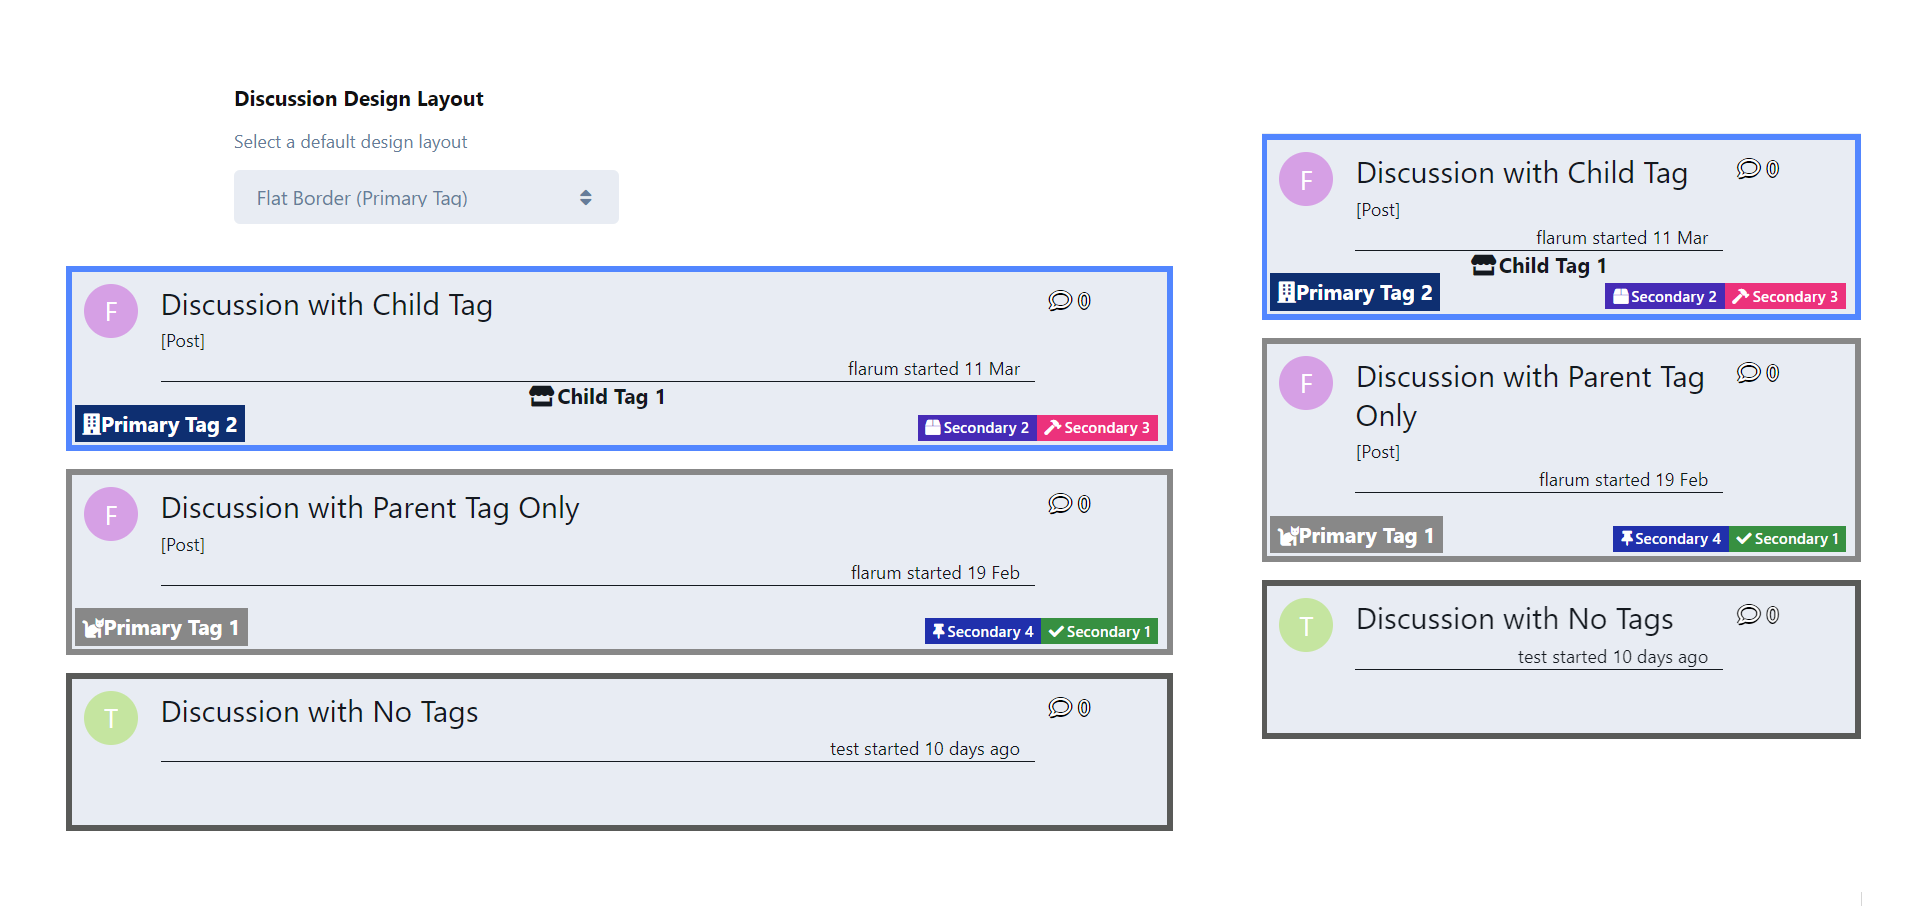 Discussion Design Layout
Select a default design layout
Flat Border (Primary Tag)
F
Discussion with Child Tag
0
[Post]
flarum started 11 Mar
Child Tag 1
Primary Tag 2
Secondary 2
Secondary 3
F
Discussion with Parent Tag Only
0
[Post]
flarum started 19 Feb
Primary Tag 1
Secondary 4
Secondary 1
T
Discussion with No Tags
0
test started 10 days ago
F
Discussion with Child Tag
0
[Post]
flarum started 11 Mar
Child Tag 1
Primary Tag 2
Secondary 2
Secondary 3
F
Discussion with Parent Tag
Only
0
[Post]
flarum started 19 Feb
Primary Tag 1
Secondary 4
Secondary 1
T
Discussion with No Tags
0
test started 10 days ago